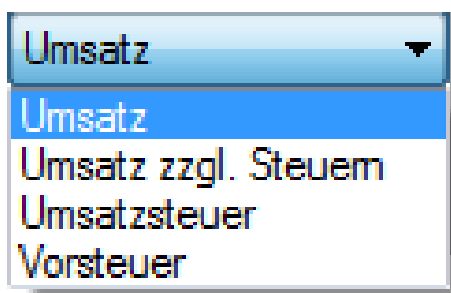 Umsatz
Umsatz
Umsatz zzgl. Steuern
Umsatzsteuer
Vorsteuer